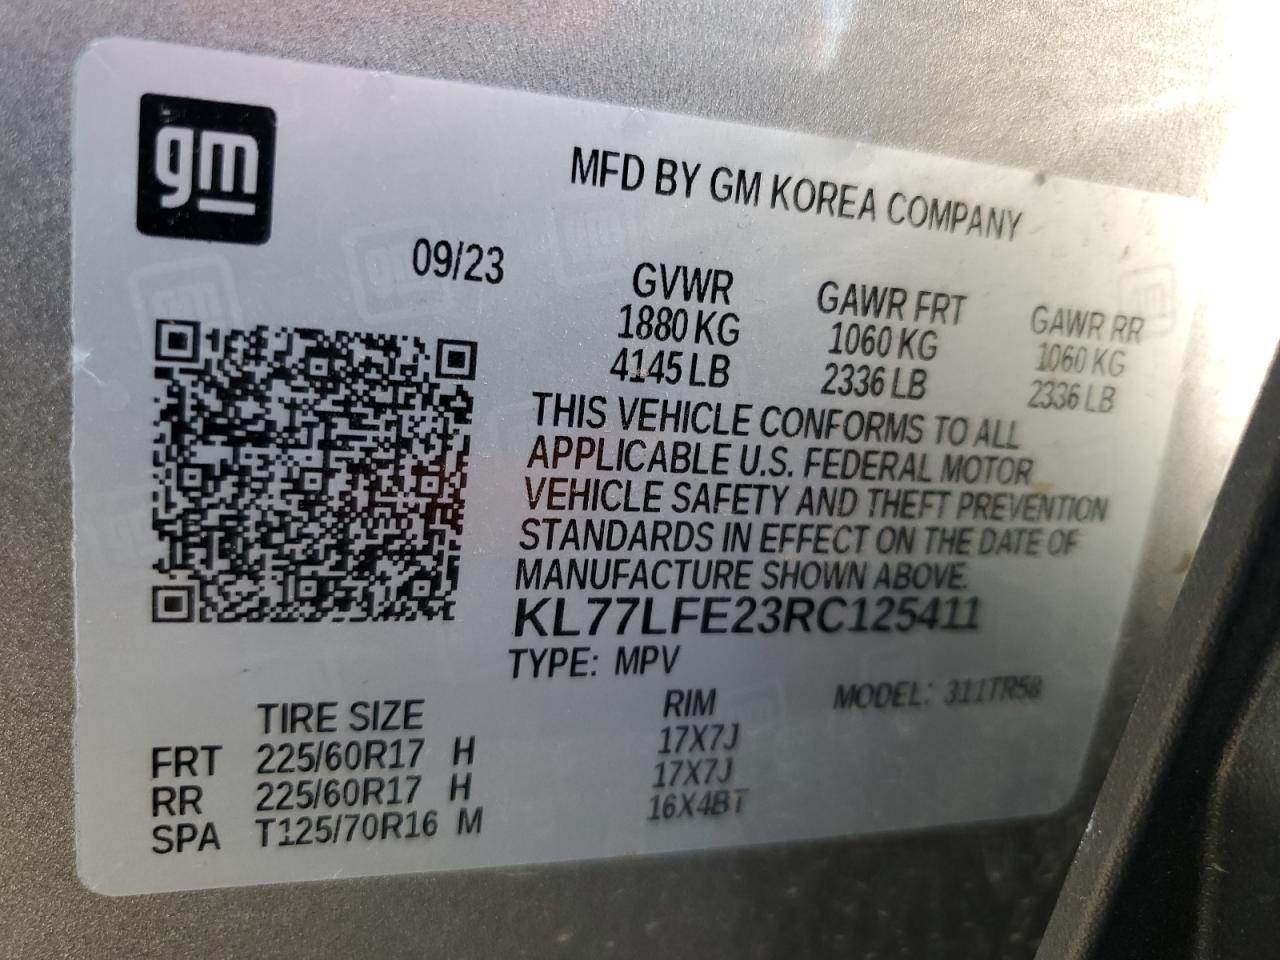 gm
MFD BY GM KOREA COMPANY
09/23
GVWR GAWR FRT GAWR RR
1880 KG 1060 KG 1060 KG
4145 LB 2336 LB 2336 LB
THIS VEHICLE CONFORMS TO ALL
APPLICABLE U.S. FEDERAL MOTOR
VEHICLE SAFETY AND THEFT PREVENTION
STANDARDS IN EFFECT ON THE DATE OF
MANUFACTURE SHOWN ABOVE.
KL77LFE23RC125411
TYPE: MPV
MODEL: 311TR58
TIRE SIZE RIM
FRT 225/60R17 H 17X7J
RR 225/60R17 H 17X7J
SPA T125/70R16 M 16X4BT